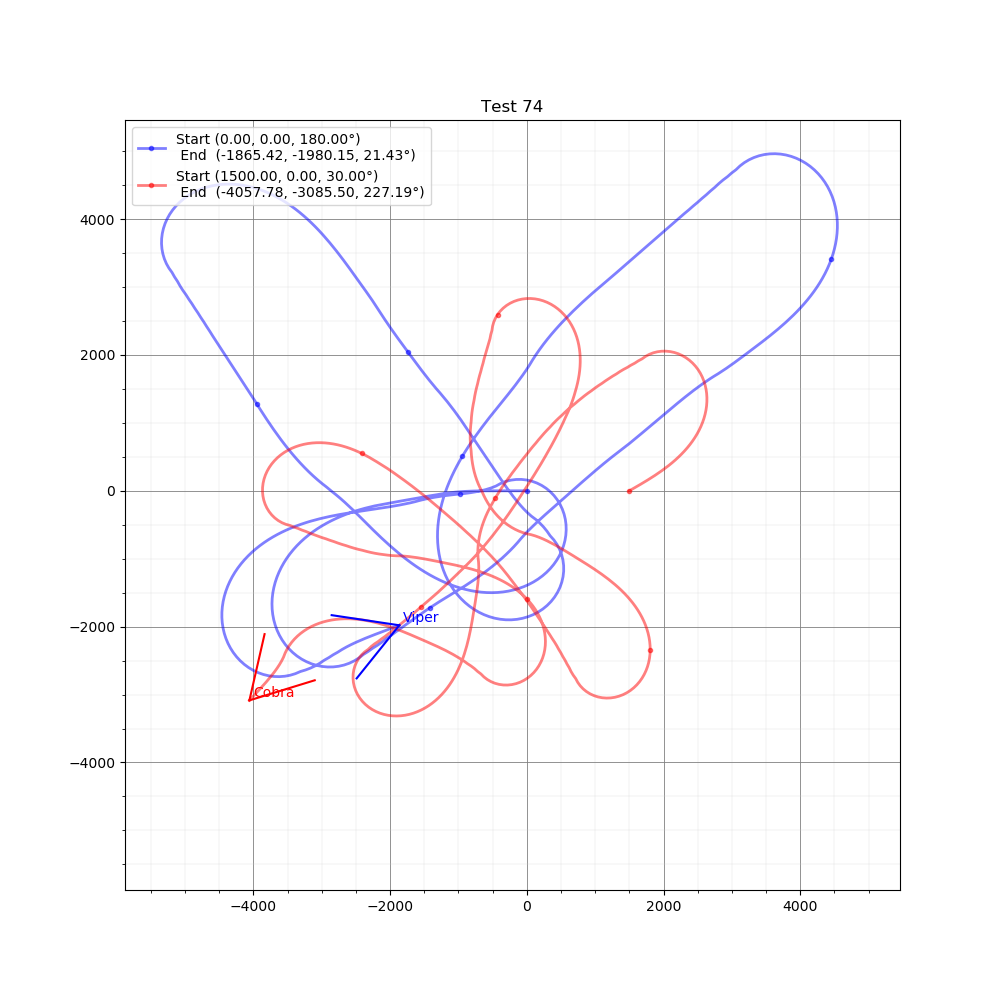 Test 74
Start (0.00, 0.00, 180.00°)
End (-1865.42, -1980.15, 21.43°)
Start (1500.00, 0.00, 30.00°)
End (-4057.78, -3085.50, 227.19°)
4000
2000
0
−2000
−4000
Viper
Cobra
−4000
−2000
0
2000
4000